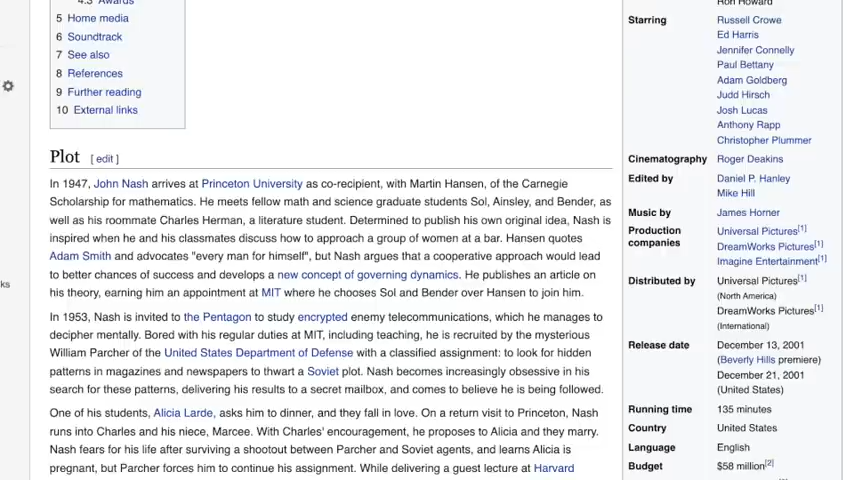 4.3 Awards
5 Home media
6 Soundtrack
7 See also
8 References
9 Further reading
10 External links
Plot [ edit ]
In 1947, John Nash arrives at Princeton University as co-recipient, with Martin Hansen, of the Carnegie
Scholarship for mathematics. He meets fellow math and science graduate students Sol, Ainsley, and Bender, as
well as his roommate Charles Herman, a literature student. Determined to publish his own original idea, Nash is
inspired when he and his classmates discuss how to approach a group of women at a bar. Hansen quotes
Adam Smith and advocates "every man for himself", but Nash argues that a cooperative approach would lead
to better chances of success and develops a new concept of governing dynamics. He publishes an article on
his theory, earning him an appointment at MIT where he chooses Sol and Bender over Hansen to join him.
In 1953, Nash is invited to the Pentagon to study encrypted enemy telecommunications, which he manages to
decipher mentally. Bored with his regular duties at MIT, including teaching, he is recruited by the mysterious
William Parcher of the United States Department of Defense with a classified assignment: to look for hidden
patterns in magazines and newspapers to thwart a Soviet plot. Nash becomes increasingly obsessive in his
search for these patterns, delivering his results to a secret mailbox, and comes to believe he is being followed.
One of his students, Alicia Larde, asks him to dinner, and they fall in love. On a return visit to Princeton, Nash
runs into Charles and his niece, Marcee. With Charles' encouragement, he proposes to Alicia and they marry.
Nash fears for his life after surviving a shootout between Parcher and Soviet agents, and learns Alicia is
pregnant, but Parcher forces him to continue his assignment. While delivering a guest lecture at Harvard
ks
Ron Howard
Starring Russell Crowe
Ed Harris
Jennifer Connelly
Paul Bettany
Adam Goldberg
Judd Hirsch
Josh Lucas
Anthony Rapp
Christopher Plummer
Cinematography Roger Deakins
Edited by Daniel P. Hanley
Mike Hill
Music by James Horner
Production companies Universal Pictures[1]
DreamWorks Pictures[1]
Imagine Entertainment[1]
Distributed by Universal Pictures[1]
(North America)
DreamWorks Pictures[1]
(International)
Release date December 13, 2001
(Beverly Hills premiere)
December 21, 2001
(United States)
Running time 135 minutes
Country United States
Language English
Budget $58 million[2]